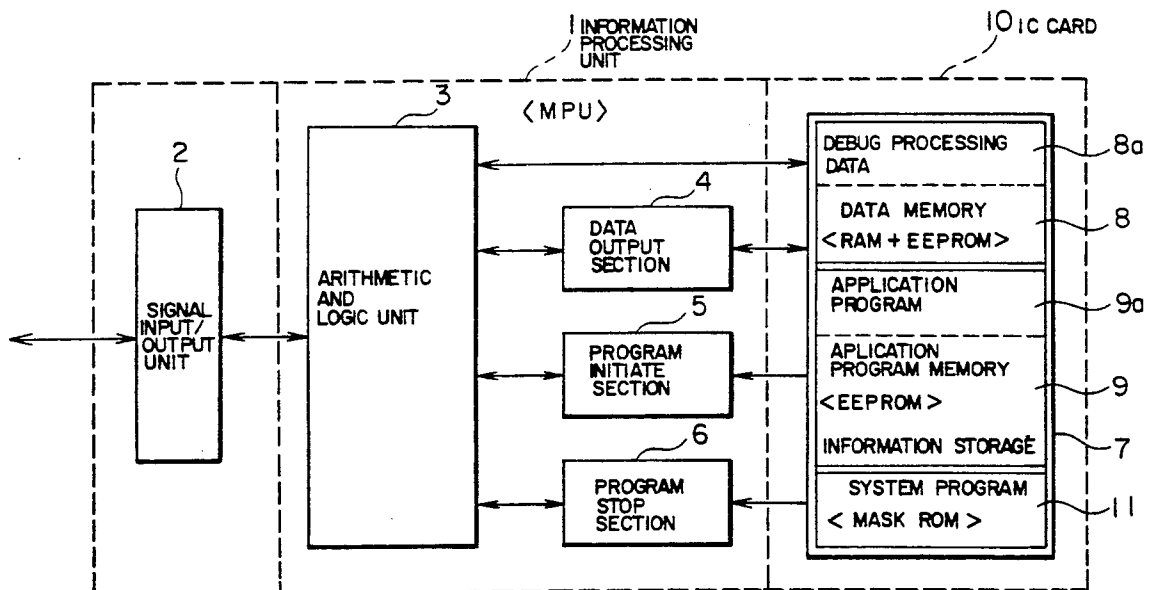 1 INFORMATION
PROCESSING
UNIT
10 IC CARD
<MPU>
2
SIGNAL
INPUT/
OUTPUT
UNIT
3
ARITHMETIC
AND
LOGIC UNIT
4
DATA
OUTPUT
SECTION
5
PROGRAM
INITIATE
SECTION
6
PROGRAM
STOP
SECTION
DEBUG PROCESSING
DATA
8a
DATA MEMORY
<RAM + EEPROM>
8
APPLICATION
PROGRAM
9a
APLICATION
PROGRAM MEMORY
<EEPROM>
9
INFORMATION STORAGE
7
SYSTEM PROGRAM
< MASK ROM >
11